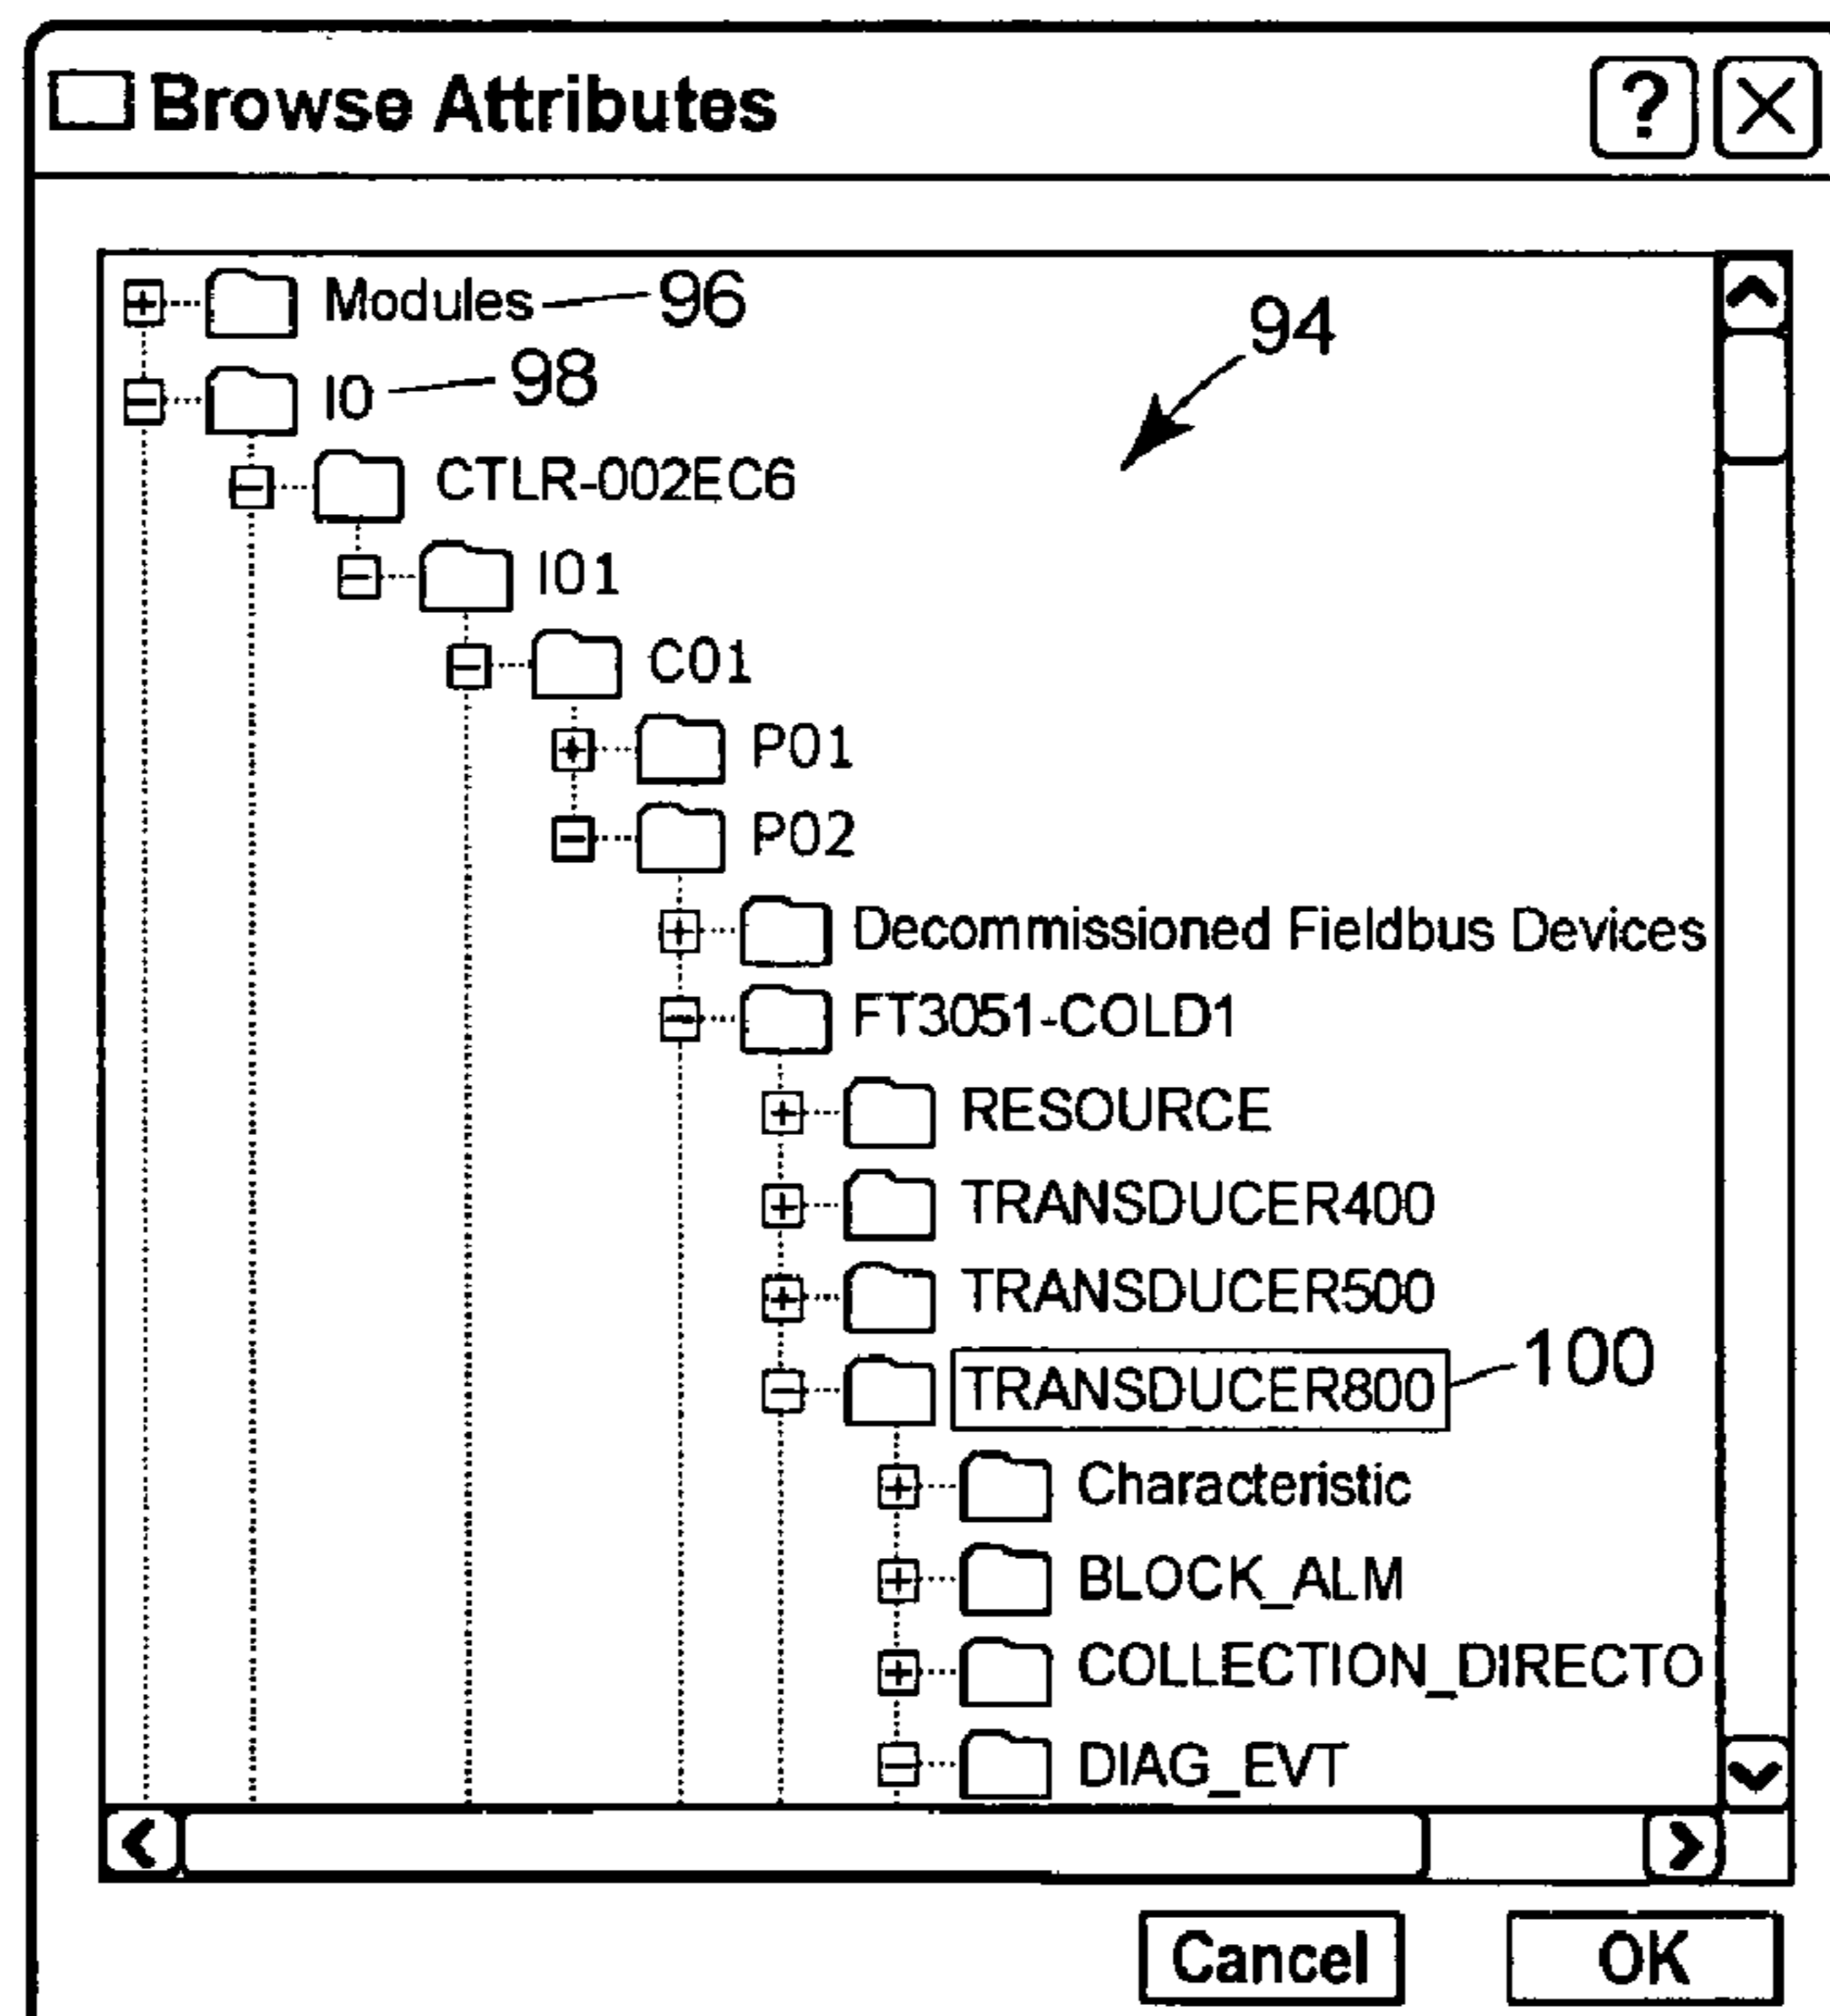 Browse Attributes ?
Modules 96
94
I0 98
CTLR-002EC6
I01
C01
P01
P02
Decommissioned Fieldbus Devices
FT3051-COLD1
RESOURCE
TRANSDUCER400
TRANSDUCER500
TRANSDUCER800 100
Characteristic
BLOCK_ALM
COLLECTION_DIRECTO
DIAG_EVT
Cancel OK